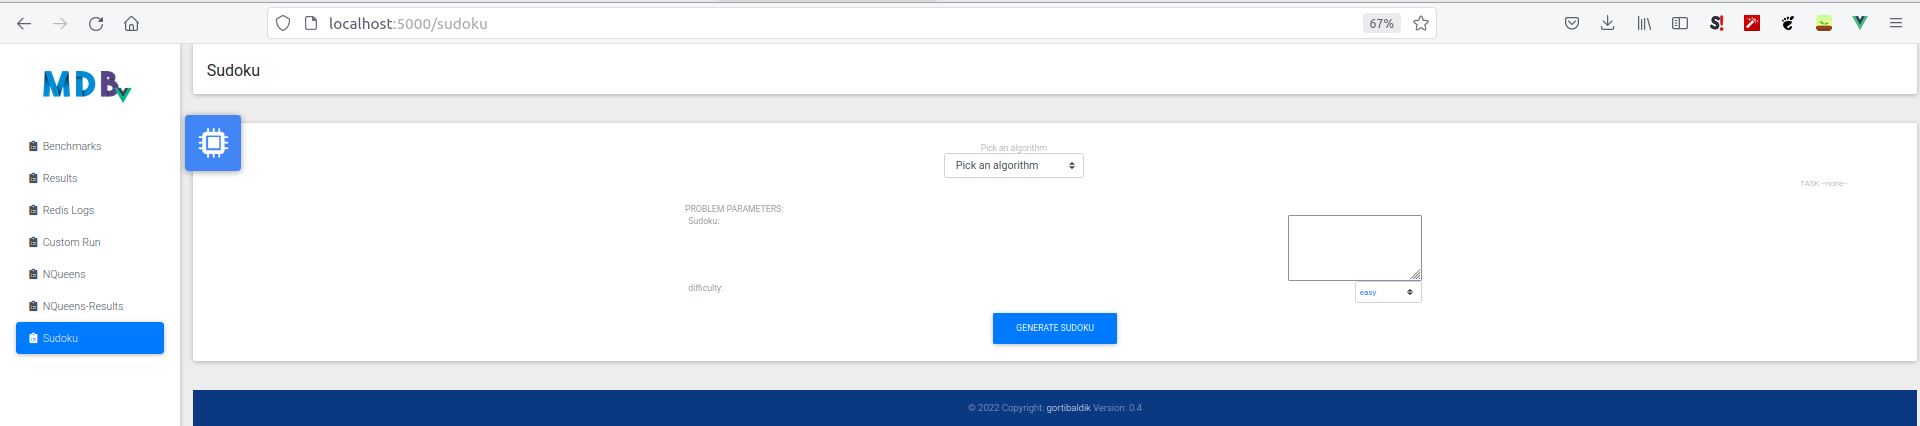 localhost:5000/sudoku
67%
S!
MDB
Sudoku
Benchmarks
Results
Redis Logs
Custom Run
NQueens
NQueens-Results
Sudoku
Pick an algorithm
Pick an algorithm
TASK --none--
PROBLEM PARAMETERS:
Sudoku:
difficulty:
easy
GENERATE SUDOKU
© 2022 Copyright: gortibaldik Version: 0.4